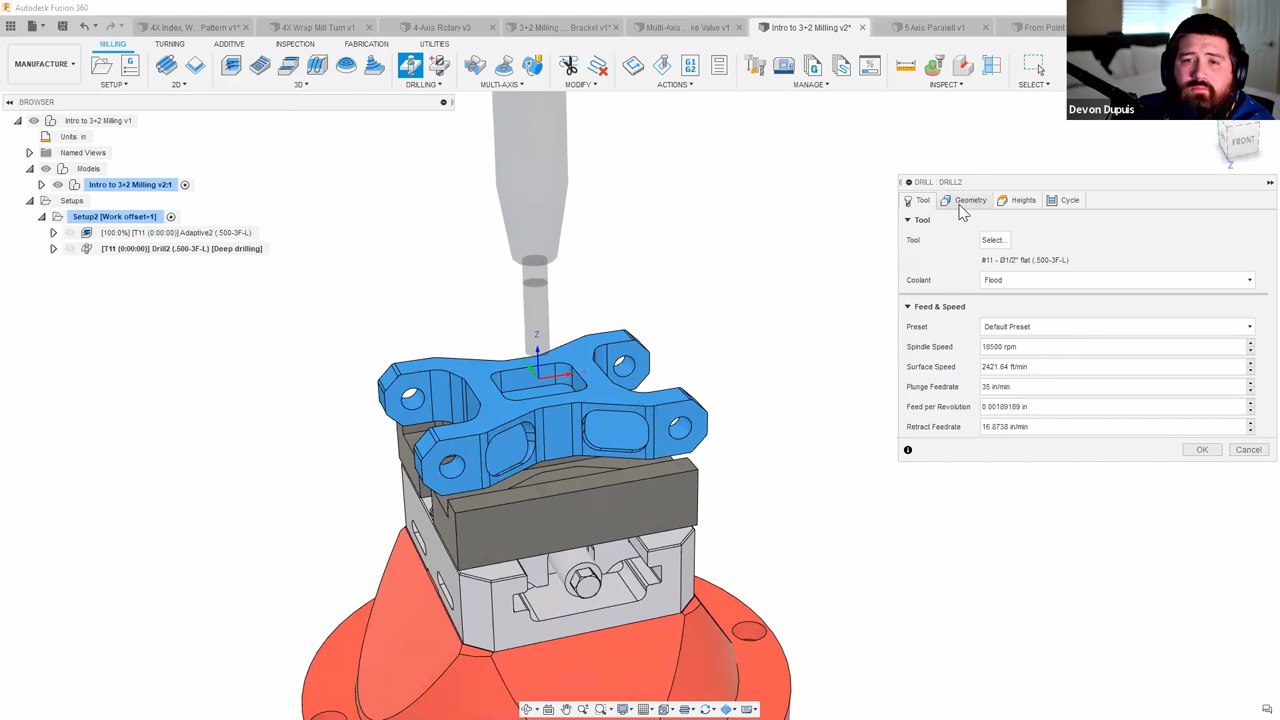 Autodesk Fusion 360
4X Index, W... Pattern v1*
4X Wrap Mill Turn v1
4-Axis Rotary v3
3+2 Milling ... Bracket v1*
Multi-Axis ... ke Valve v1
Intro to 3+2 Milling v2*
5 Axis Paralell v1
From Point
MILLING
TURNING
ADDITIVE
INSPECTION
FABRICATION
UTILITIES
MANUFACTURE
G1
G2
SETUP
2D
3D
DRILLING
MULTI-AXIS
MODIFY
ACTIONS
MANAGE
INSPECT
SELECT
Devon Dupuis
BROWSER
Intro to 3+2 Milling v1
Units: in
Named Views
Models
Intro to 3+2 Milling v2:1
Setups
Setup2 [Work offset=1]
[100.0%] [T11 (0:00:00)] Adaptive2 (.500-3F-L)
[T11 (0:00:00)] Drill2 (.500-3F-L) [Deep drilling]
Z
FRONT
Z
DRILL : DRILL2
Tool
Geometry
Heights
Cycle
Tool
Tool
Select...
#11 - Ø1/2" flat (.500-3F-L)
Coolant
Flood
Feed & Speed
Preset
Default Preset
Spindle Speed
18500 rpm
Surface Speed
2421.64 ft/min
Plunge Feedrate
35 in/min
Feed per Revolution
0.00189189 in
Retract Feedrate
16.8738 in/min
OK
Cancel